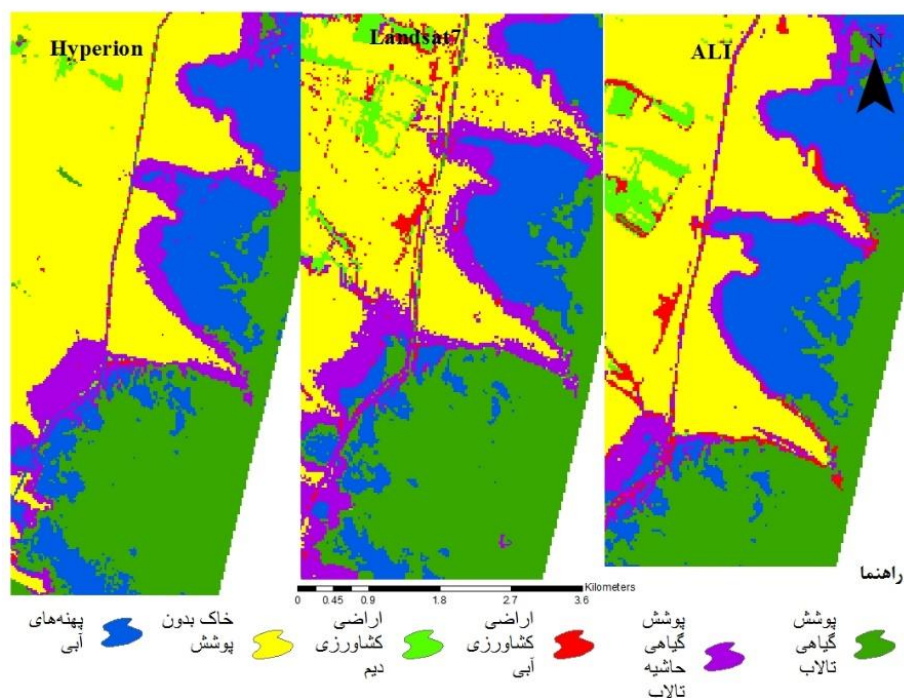 Hyperion
Landsat7
ALI
N
راهنما
Kilometers
0 0.45 0.9 1.8 2.7 3.6
پوشش
گیاهی
تالاب
پوشش
گیاهی
حاشیه
تالاب
اراضی
کشاورزی
آبی
اراضی
کشاورزی
دیم
خاک بدون
پوشش
پهنه‌های
آبی